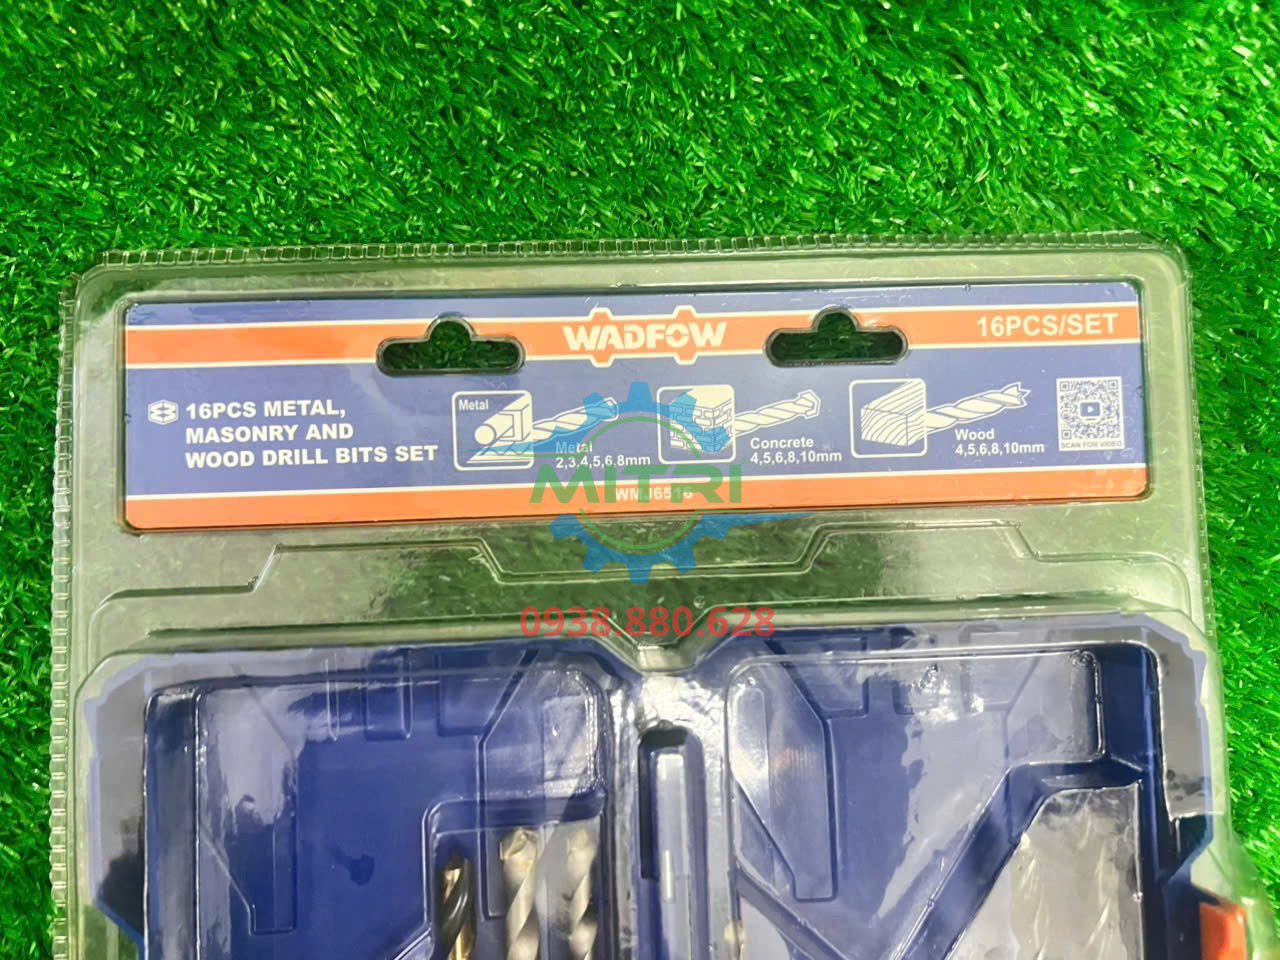 WADFOW
16PCS/SET
16PCS METAL,
MASONRY AND
WOOD DRILL BITS SET
Metal
Metal
2,3,4,5,6,8mm
Concrete
4,5,6,8,10mm
Wood
4,5,6,8,10mm
SCAN FOR VIDEO
WMJ6516
MITRI
0938.880.628